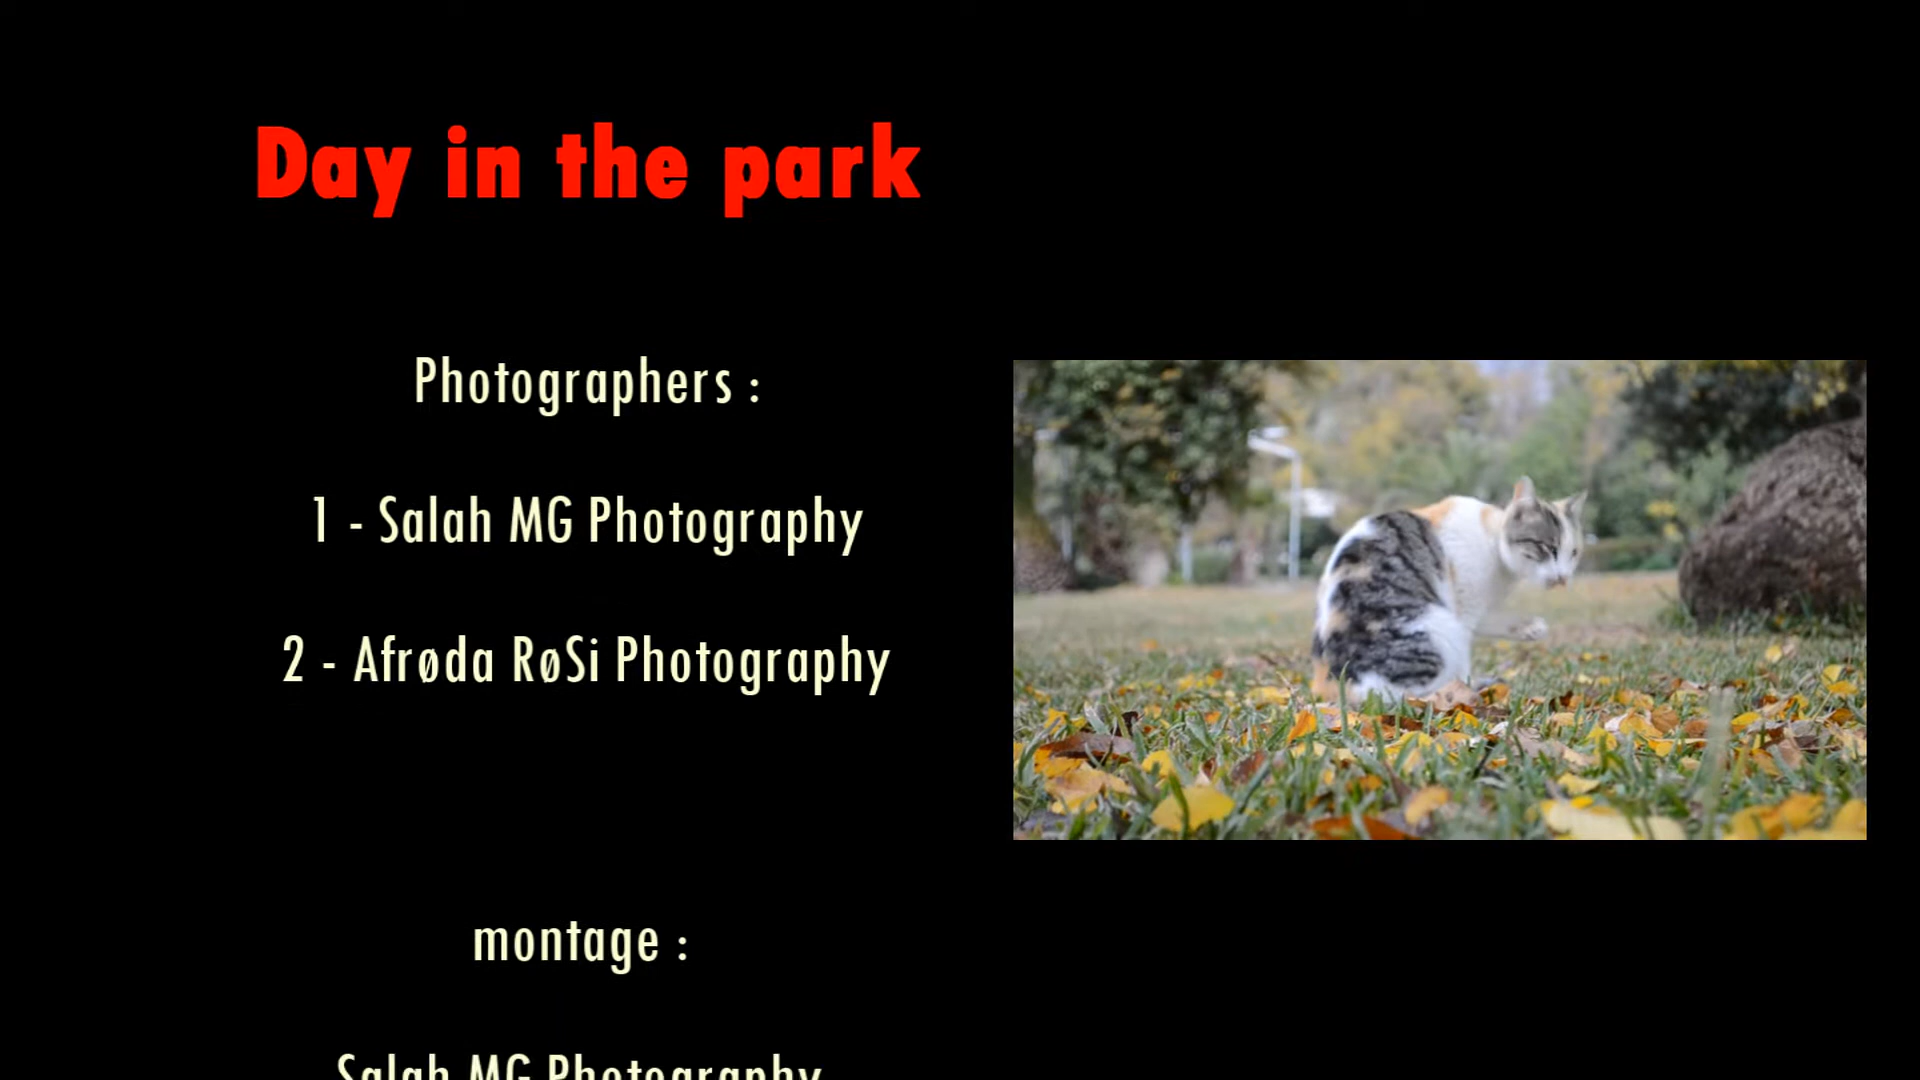 Day in the park
Photographers :
1 - Salah MG Photography
2 - Afrøda RøSi Photography
montage :
Salah MG Photography